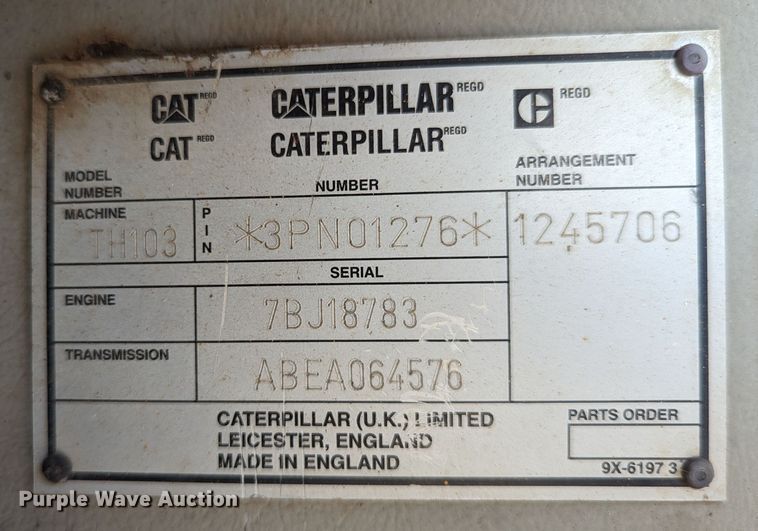 CAT REGD CATERPILLAR REGD REGD
CAT REGD CATERPILLAR REGD
MODEL NUMBER
NUMBER
ARRANGEMENT NUMBER
MACHINE TH103 PIN *3PN01276* 1245706
SERIAL
ENGINE 7BJ18783
TRANSMISSION ABEA064576
CATERPILLAR (U.K.) LIMITED
LEICESTER, ENGLAND
MADE IN ENGLAND
PARTS ORDER
9X-6197 3
Purple Wave Auction